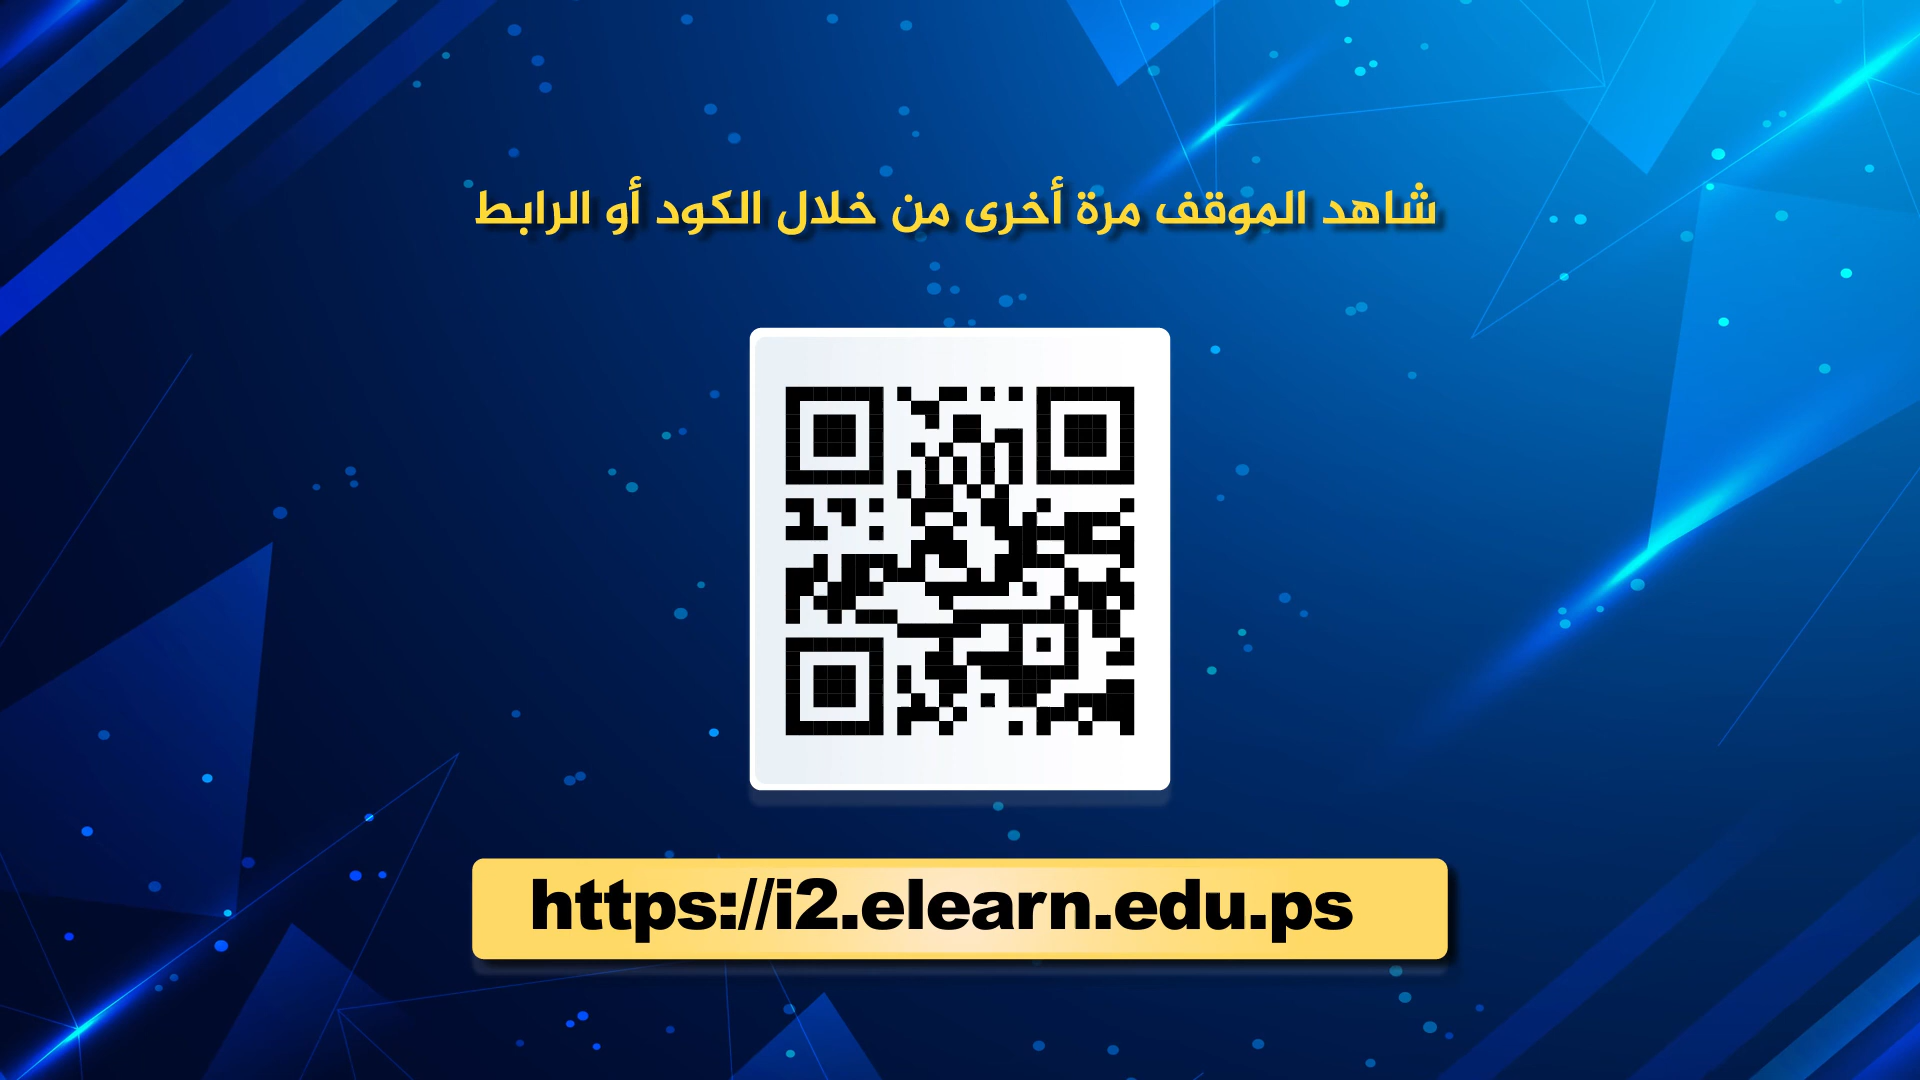 شاهد الموقف مرة أخرى من خلال الكود أو الرابط
https://i2.elearn.edu.ps